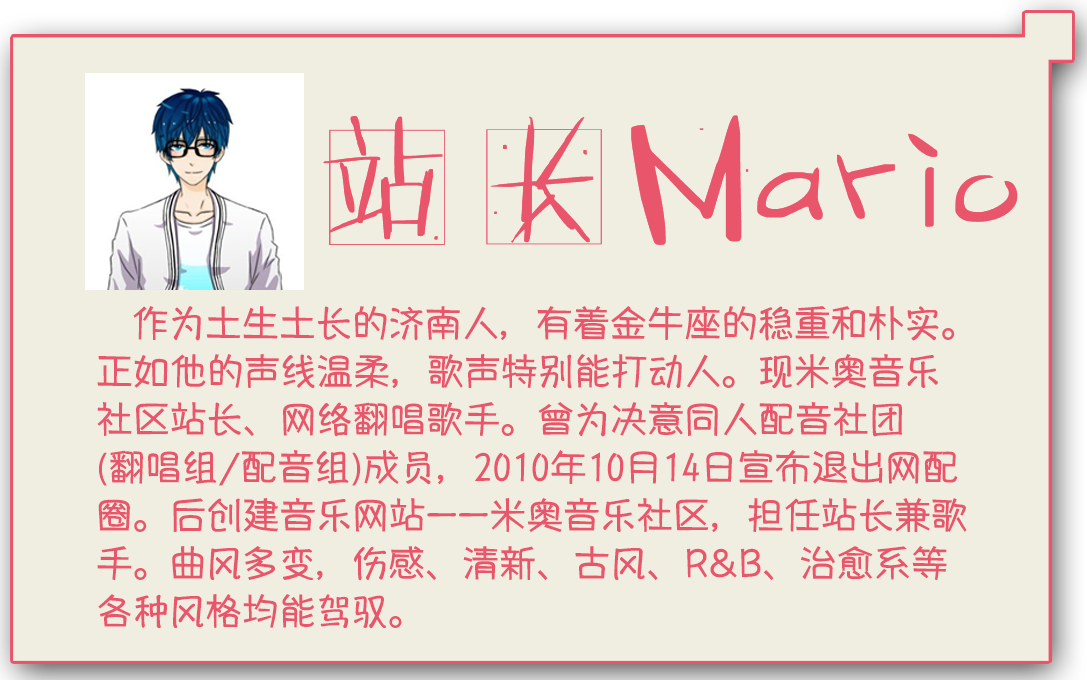 站长Mario
作为土生土长的济南人，有着金牛座的稳重和朴实。
正如他的声线温柔，歌声特别能打动人。现米奥音乐
社区站长、网络翻唱歌手。曾为决意同人配音社团
(翻唱组/配音组)成员，2010年10月14日宣布退出网配
圈。后创建音乐网站——米奥音乐社区，担任站长兼歌
手。曲风多变，伤感、清新、古风、R&B、治愈系等
各种风格均能驾驭。